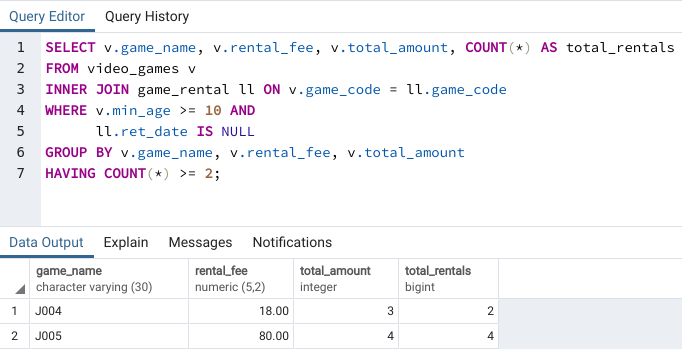 Query Editor Query History
1 SELECT v.game_name, v.rental_fee, v.total_amount, COUNT(*) AS total_rentals
2 FROM video_games v
3 INNER JOIN game_rental ll ON v.game_code = ll.game_code
4 WHERE v.min_age >= 10 AND
5 ll.ret_date IS NULL
6 GROUP BY v.game_name, v.rental_fee, v.total_amount
7 HAVING COUNT(*) >= 2;
Data Output Explain Messages Notifications
game_name rental_fee total_amount total_rentals
character varying (30) numeric (5,2) integer bigint
1 J004 18.00 3 2
2 J005 80.00 4 4